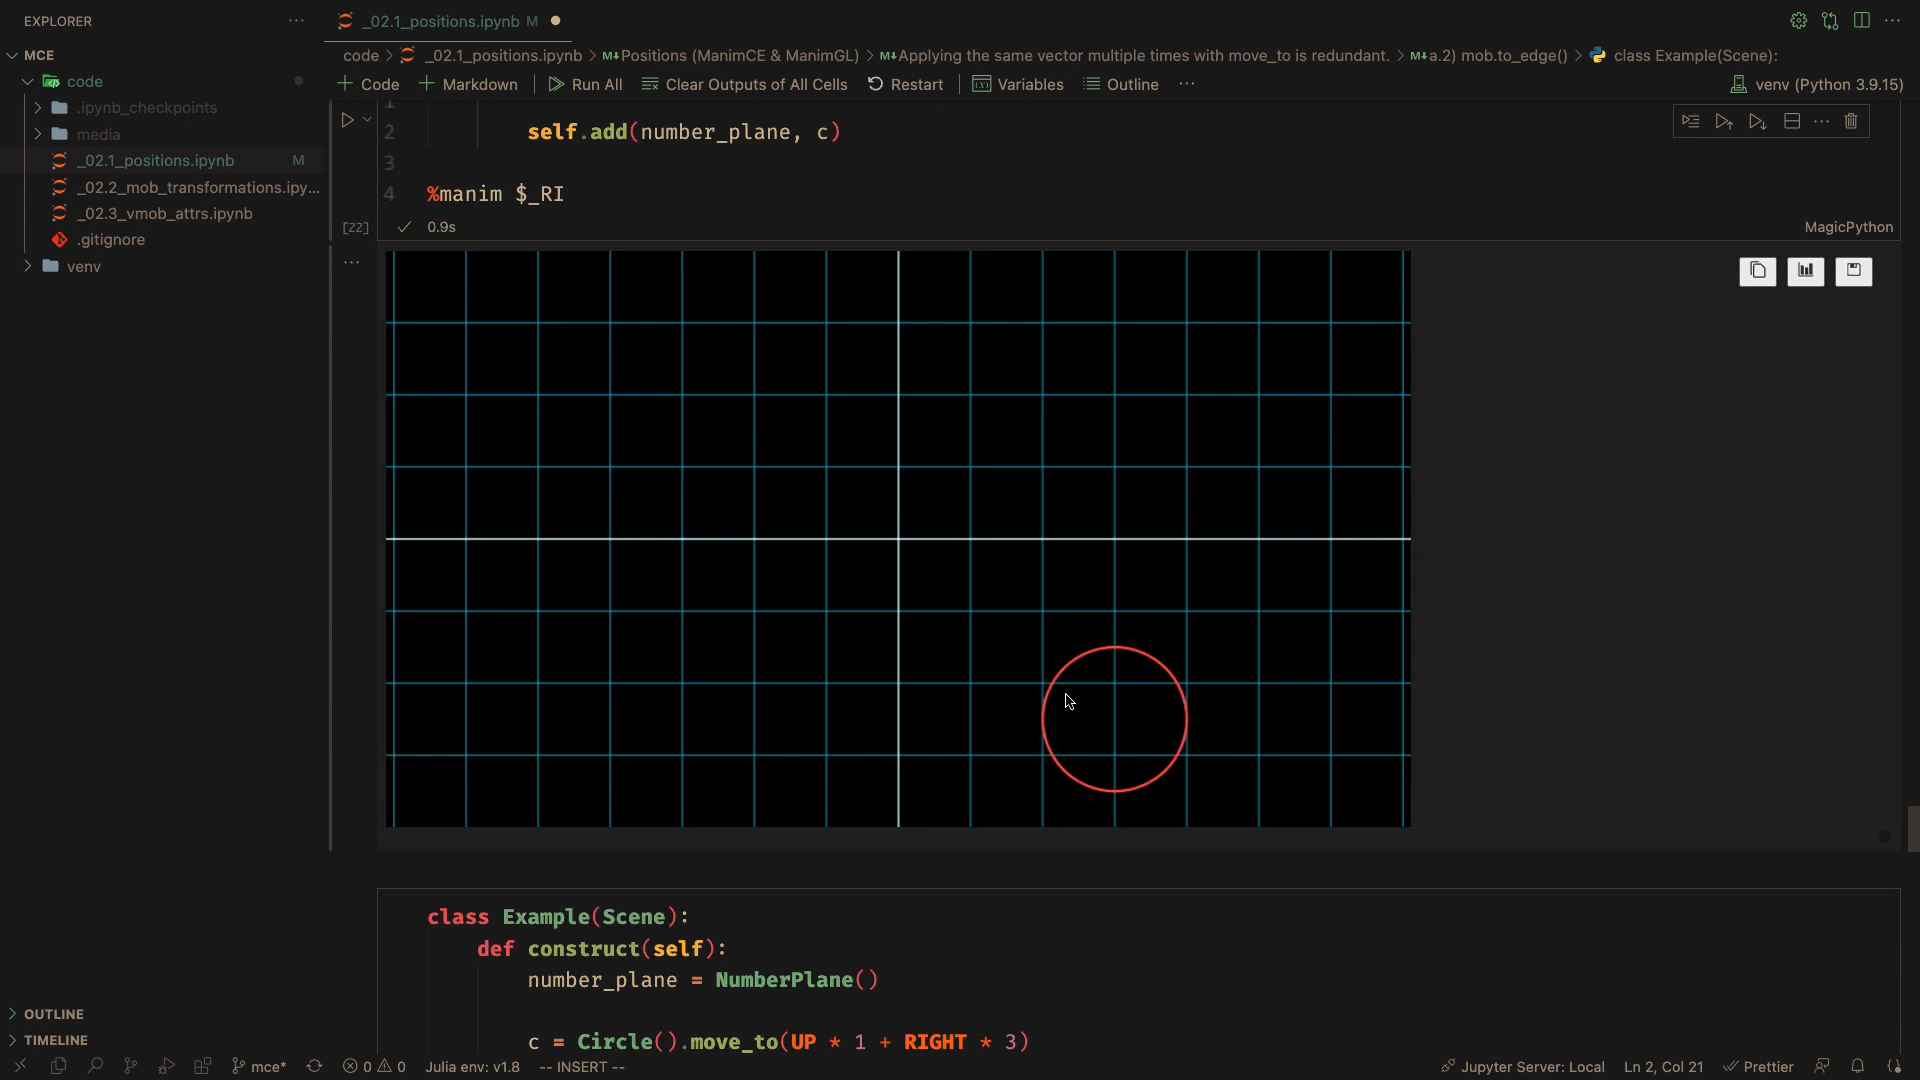 EXPLORER
_02.1_positions.ipynb M
MCE
code > _02.1_positions.ipynb > M↓Positions (ManimCE & ManimGL) > M↓Applying the same vector multiple times with move_to is redundant. > M↓a.2) mob.to_edge() > class Example(Scene):
code
+ Code + Markdown Run All Clear Outputs of All Cells Restart Variables Outline ··· venv (Python 3.9.15)
.ipynb_checkpoints
media
_02.1_positions.ipynb M
_02.2_mob_transformations.ipy...
_02.3_vmob_attrs.ipynb
.gitignore
venv
1
2 self.add(number_plane, c)
3
4 %manim $_RI
[22] ✓ 0.9s MagicPython
class Example(Scene):
def construct(self):
number_plane = NumberPlane()
c = Circle().move_to(UP * 1 + RIGHT * 3)
OUTLINE
TIMELINE
mce* 0 0 Julia env: v1.8 -- INSERT -- Jupyter Server: Local Ln 2, Col 21 Prettier